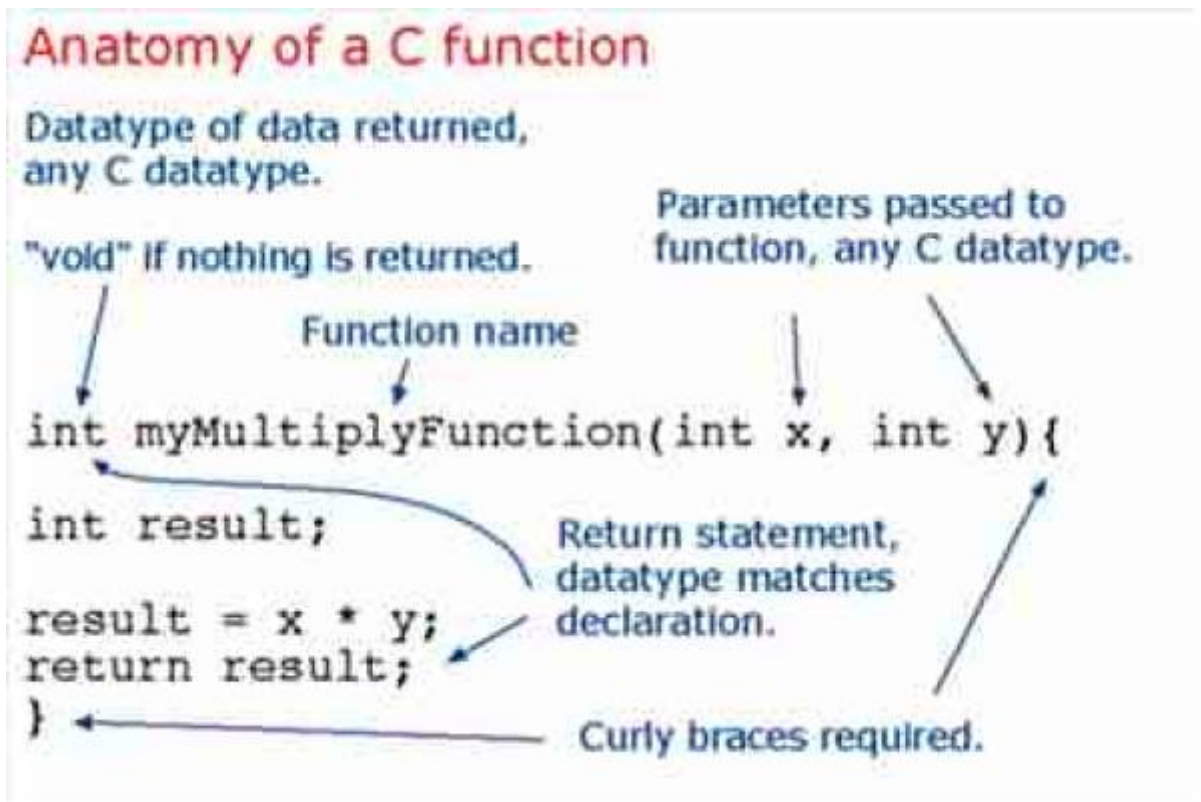 Anatomy of a C function
Datatype of data returned,
any C datatype.
"void" if nothing is returned.
Parameters passed to
function, any C datatype.
Function name
int myMultiplyFunction(int x, int y){
int result;
Return statement,
datatype matches
declaration.
result = x * y;
return result;
}
Curly braces required.